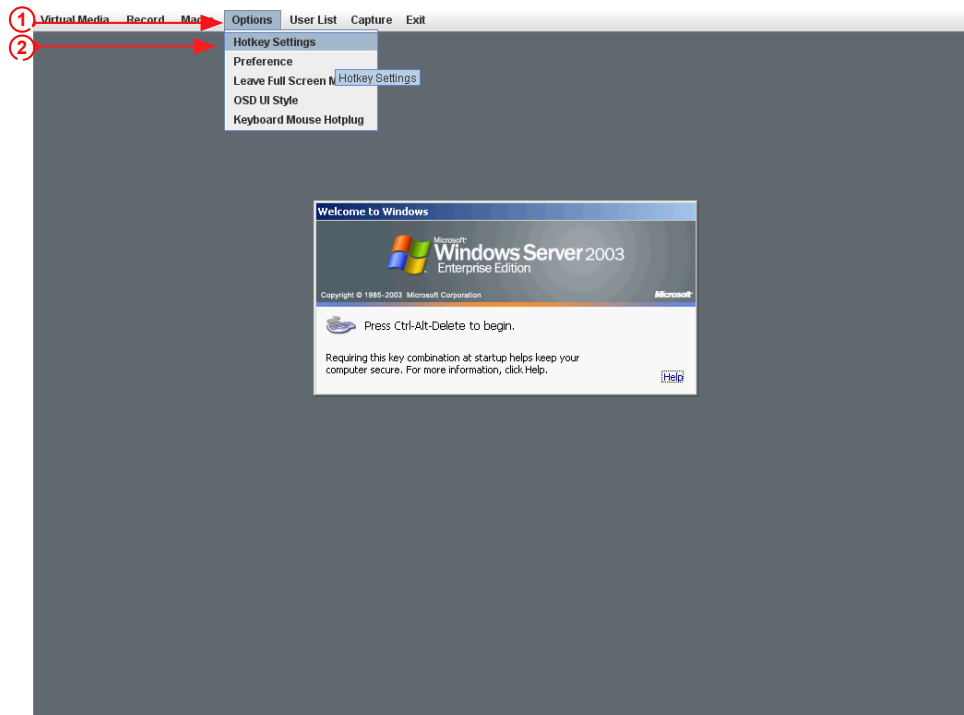 1
Virtual Media Record Options User List Capture Exit
2
Hotkey Settings
Preference
Leave Full Screen
Hotkey Settings
OSD UI Style
Keyboard Mouse Hotplug
Welcome to Windows
Microsoft
Windows Server 2003
Enterprise Edition
Copyright © 1985-2003 Microsoft Corporation
Microsoft
Press Ctrl-Alt-Delete to begin.
Requiring this key combination at startup helps keep your
computer secure. For more information, click Help.
Help